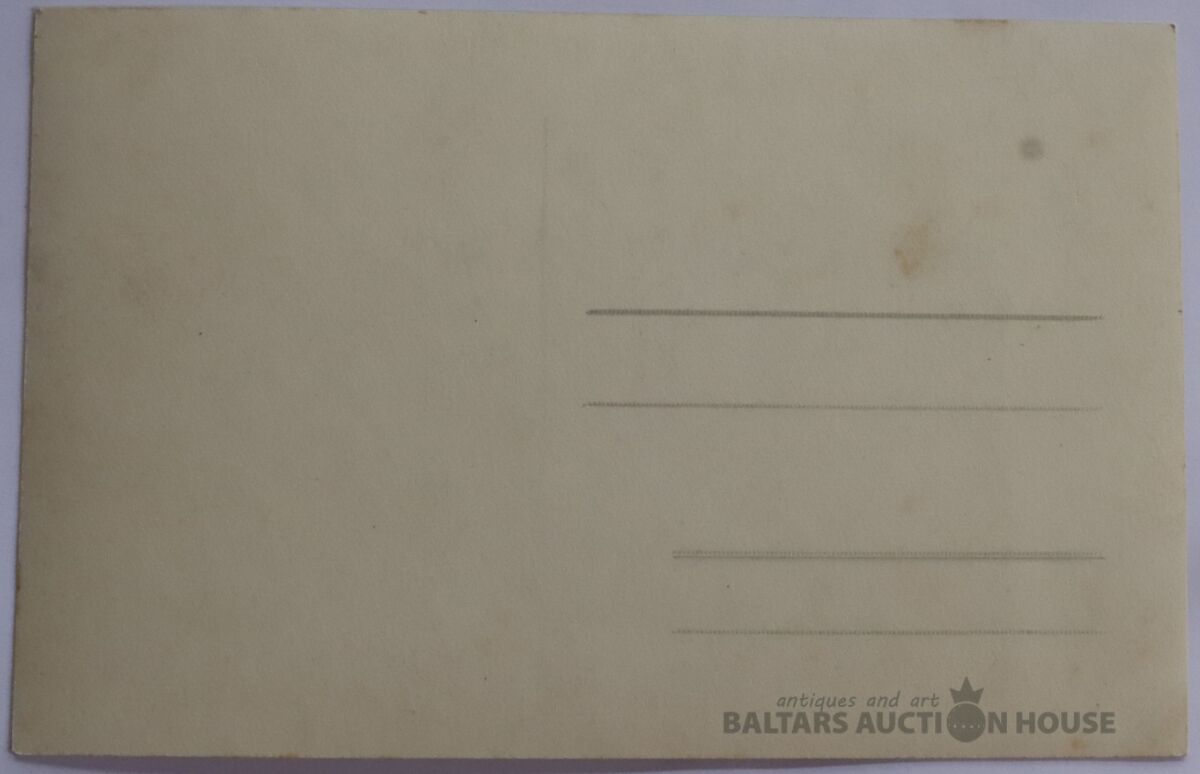 antiques and art
BALTARS AUCTION HOUSE